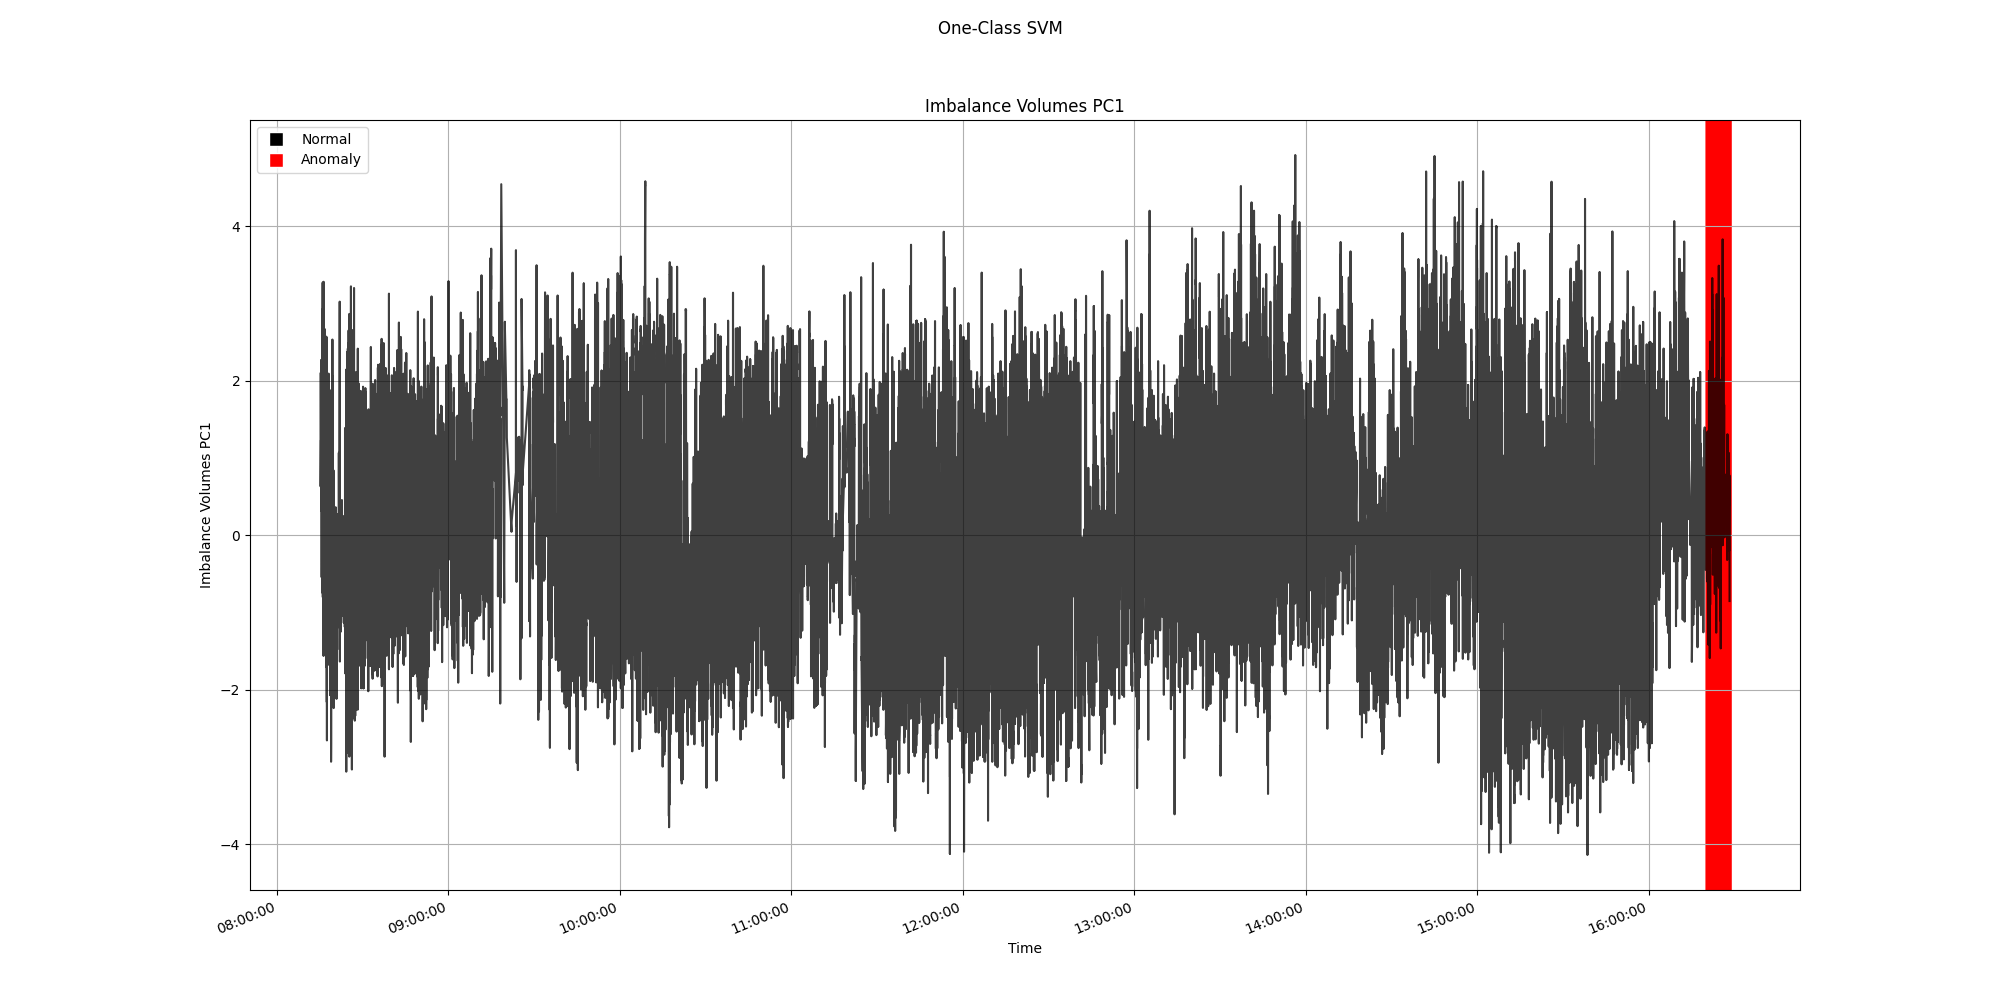 One-Class SVM
Imbalance Volumes PC1
Normal
Anomaly
4
2
0
−2
−4
Imbalance Volumes PC1
08:00:00
09:00:00
10:00:00
11:00:00
12:00:00
13:00:00
14:00:00
15:00:00
16:00:00
Time